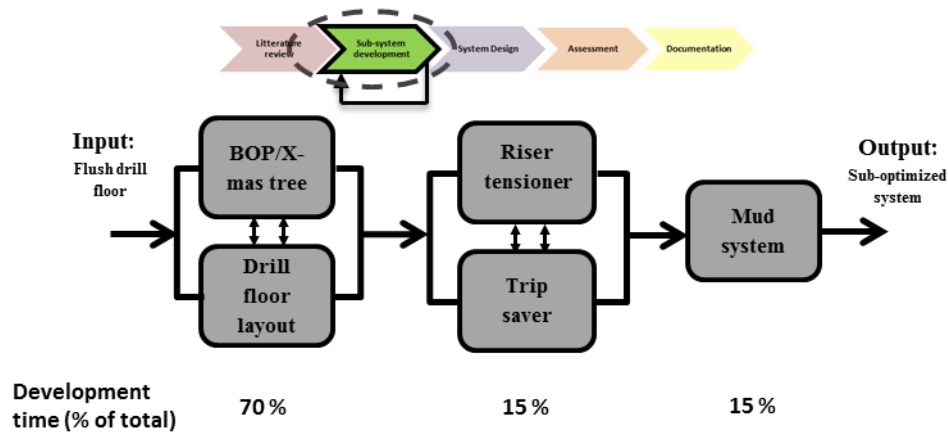 Litterature
review
Sub-system
development
System Design
Assessment
Documentation
Input:
Flush drill
floor
BOP/X-
mas tree
Drill
floor
layout
Riser
tensioner
Trip
saver
Mud
system
Output:
Sub-optimized
system
Development
time (% of total)
70 %
15 %
15 %